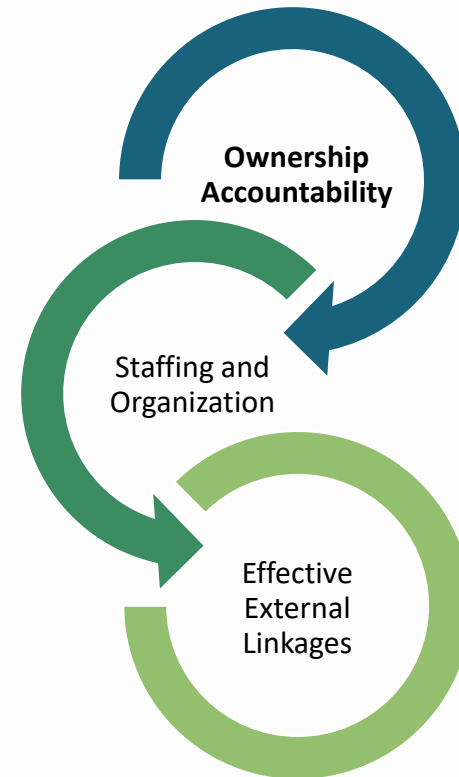 Ownership
Accountability
Staffing and
Organization
Effective
External
Linkages